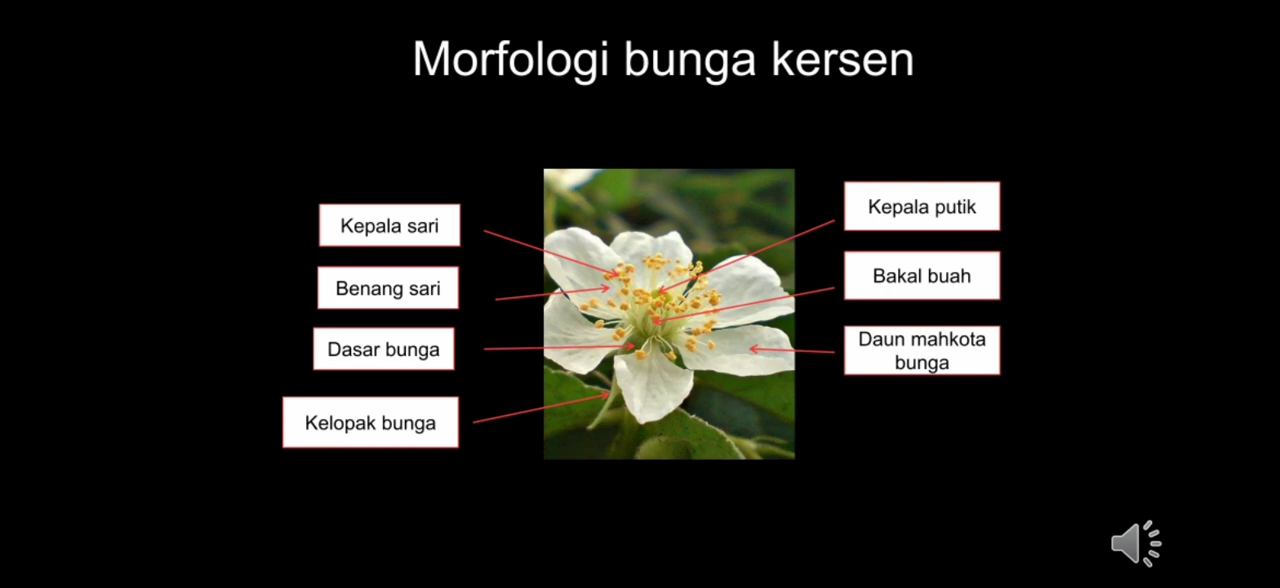 Morfologi bunga kersen
Kepala sari
Benang sari
Dasar bunga
Kelopak bunga
Kepala putik
Bakal buah
Daun mahkota
bunga